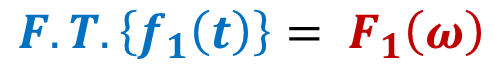 F.T.{f₁(t)} = F₁(ω)